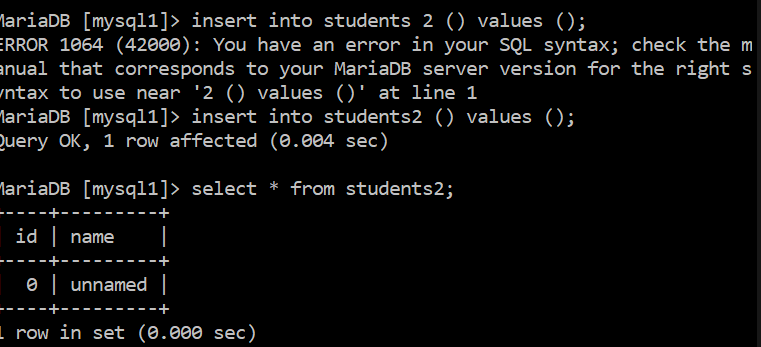 MariaDB [mysql1]> insert into students 2 () values ();
ERROR 1064 (42000): You have an error in your SQL syntax; check the m
anual that corresponds to your MariaDB server version for the right s
yntax to use near '2 () values ()' at line 1
MariaDB [mysql1]> insert into students2 () values ();
Query OK, 1 row affected (0.004 sec)
MariaDB [mysql1]> select * from students2;
-----+---------+
id | name    |
-----+---------+
0 | unnamed |
-----+---------+
1 row in set (0.000 sec)